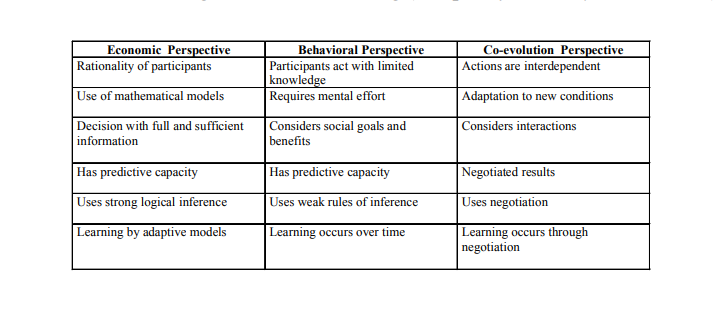 Economic Perspective Behavioral Perspective Co-evolution Perspective
Rationality of participants Participants act with limited knowledge Actions are interdependent
Use of mathematical models Requires mental effort Adaptation to new conditions
Decision with full and sufficient information Considers social goals and benefits Considers interactions
Has predictive capacity Has predictive capacity Negotiated results
Uses strong logical inference Uses weak rules of inference Uses negotiation
Learning by adaptive models Learning occurs over time Learning occurs through negotiation